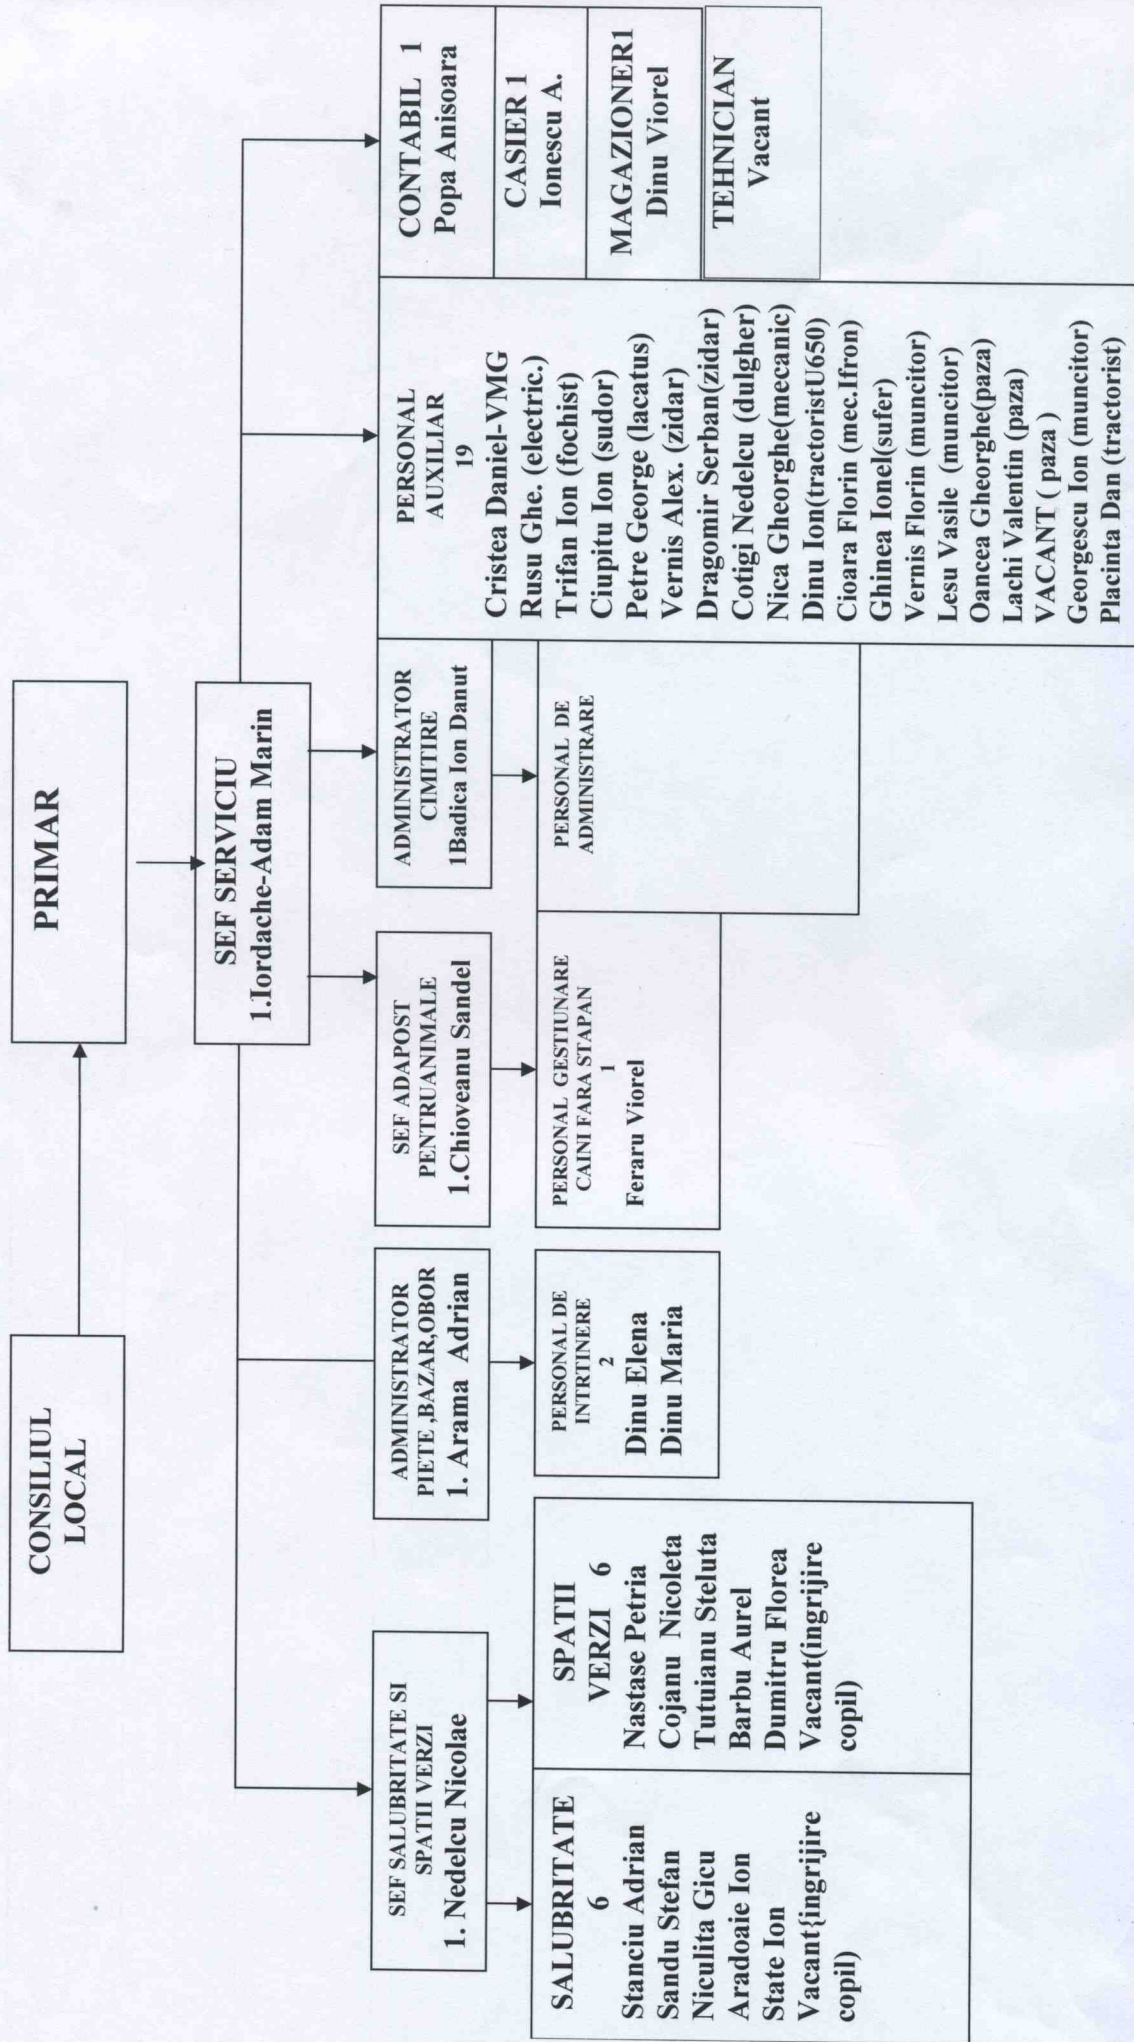 CONSILIUL
LOCAL
PRIMAR
SEF SERVICIU
1.Iordache-Adam Marin
SEF SALUBRITATE SI
SPATII VERZI
1. Nedelcu Nicolae
SALUBRITATE
6
Stanciu Adrian
Sandu Stefan
Niculita Gicu
Aradoaie Ion
State Ion
Vacant{ingrijire
copil)
SPATII
VERZI 6
Nastase Petria
Cojanu Nicoleta
Tutuianu Steluta
Barbu Aurel
Dumitru Florea
Vacant(ingrijire
copil)
ADMINISTRATOR
PIETE ,BAZAR,OBOR
1. Arama Adrian
PERSONAL DE
INTRTINERE
2
Dinu Elena
Dinu Maria
SEF ADAPOST
PENTRUANIMALE
1.Chioveanu Sandel
PERSONAL GESTIUNARE
CAINI FARA STAPAN
1
Feraru Viorel
ADMINISTRATOR
CIMITIRE
1Badica Ion Danut
PERSONAL DE
ADMINISTRARE
PERSONAL
AUXILIAR
19
Cristea Daniel-VMG
Rusu Ghe. (electric.)
Trifan Ion (fochist)
Ciupitu Ion (sudor)
Petre George (lacatus)
Vernis Alex. (zidar)
Dragomir Serban(zidar)
Cotigi Nedelcu (dulgher)
Nica Gheorghe(mecanic)
Dinu Ion(tractoristU650)
Cioara Florin (mec.Ifron)
Ghinea Ionel(sufer)
Vernis Florin (muncitor)
Lesu Vasile (muncitor)
Oancea Gheorghe(paza)
Lachi Valentin (paza)
VACANT ( paza )
Georgescu Ion (muncitor)
Placinta Dan (tractorist)
CONTABIL 1
Popa Anisoara
CASIER 1
Ionescu A.
MAGAZIONER1
Dinu Viorel
TEHNICIAN
Vacant